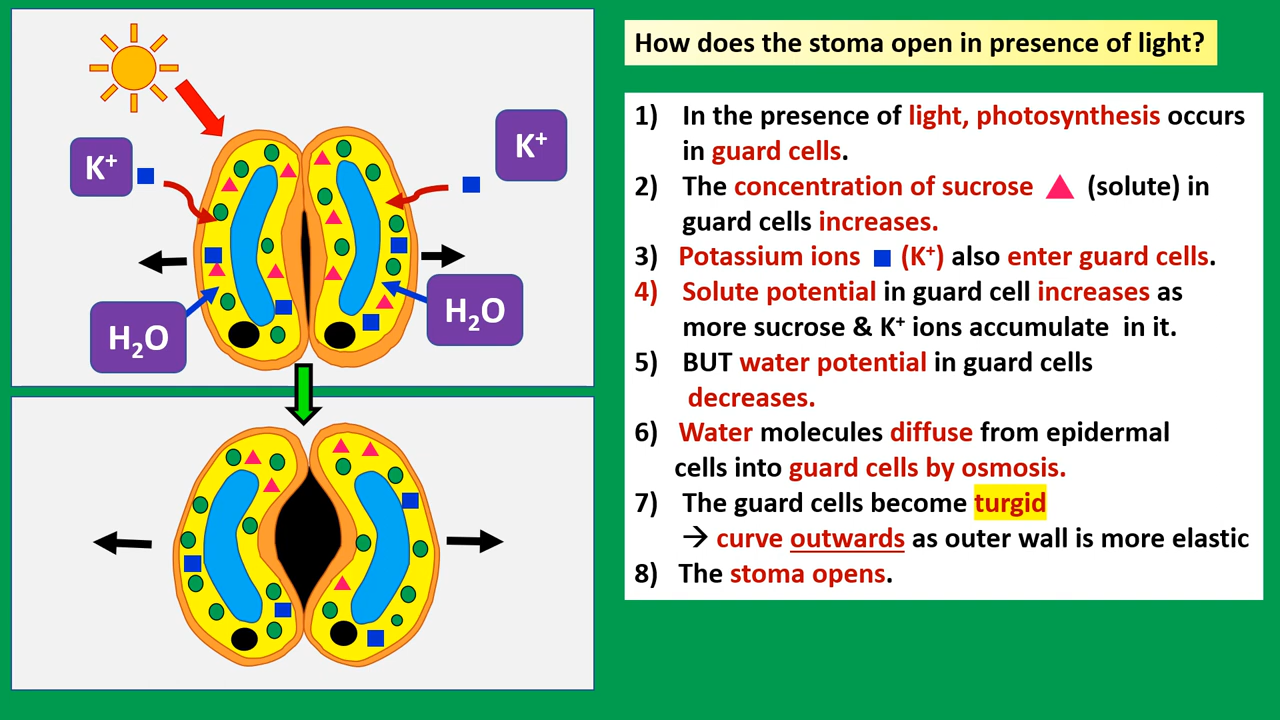 How does the stoma open in presence of light?
K⁺
K⁺
H₂O
H₂O
1) In the presence of light, photosynthesis occurs
in guard cells.
2) The concentration of sucrose (solute) in
guard cells increases.
3) Potassium ions (K⁺) also enter guard cells.
4) Solute potential in guard cell increases as
more sucrose & K⁺ ions accumulate in it.
5) BUT water potential in guard cells
decreases.
6) Water molecules diffuse from epidermal
cells into guard cells by osmosis.
7) The guard cells become turgid
→ curve outwards as outer wall is more elastic
8) The stoma opens.